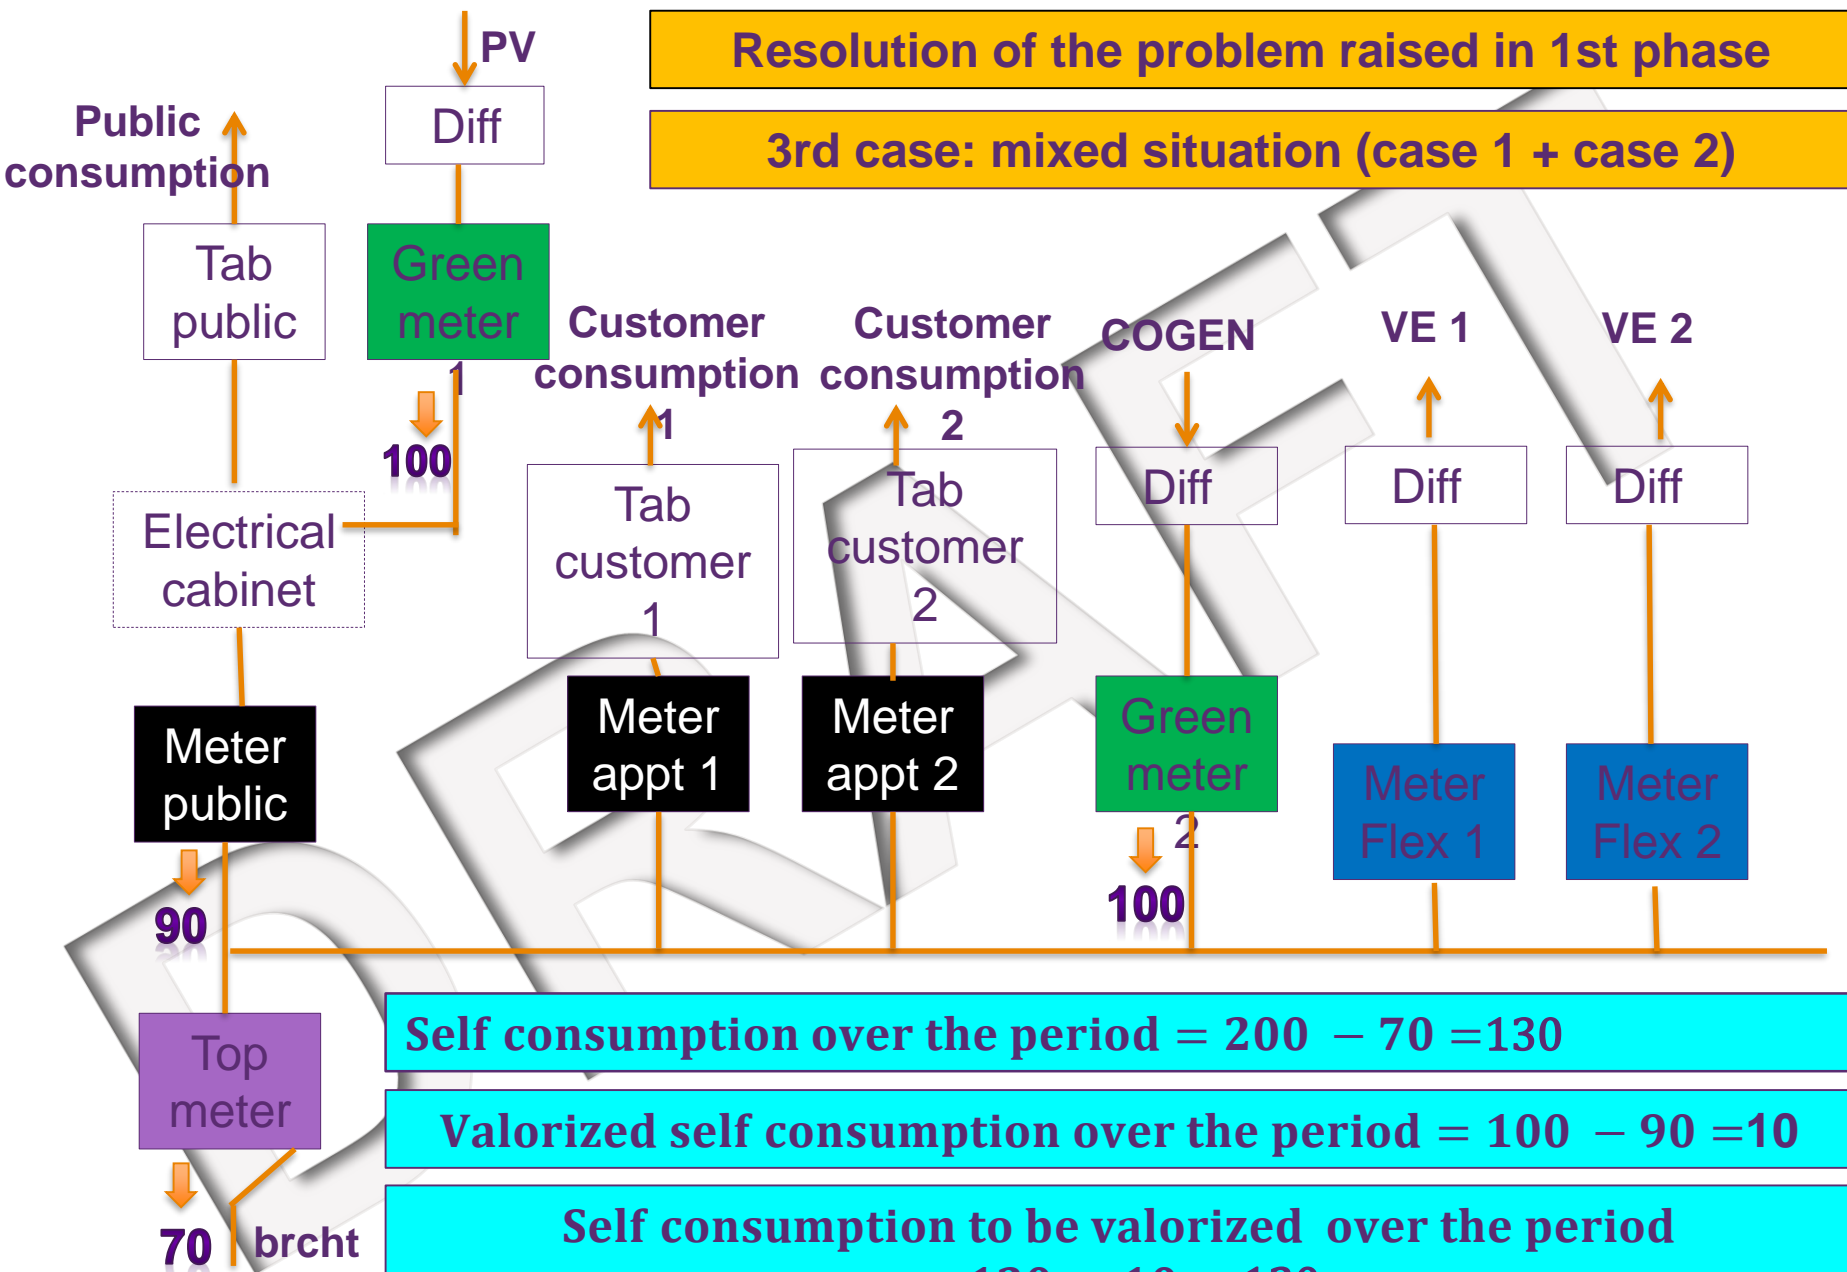 PV
Resolution of the problem raised in 1st phase
3rd case: mixed situation (case 1 + case 2)
Public
consumption
Diff
Tab
public
Green
meter
1
100
Customer
consumption
1
Customer
consumption
2
COGEN
VE 1
VE 2
Electrical
cabinet
Tab
customer
1
Tab
customer
2
Diff
Diff
Diff
Meter
public
90
Meter
appt 1
Meter
appt 2
Green
meter
2
100
Meter
Flex 1
Meter
Flex 2
DRAFT
Top
meter
70
brcht
Self consumption over the period = 200 − 70 =130
Valorized self consumption over the period = 100 − 90 =10
Self consumption to be valorized over the period